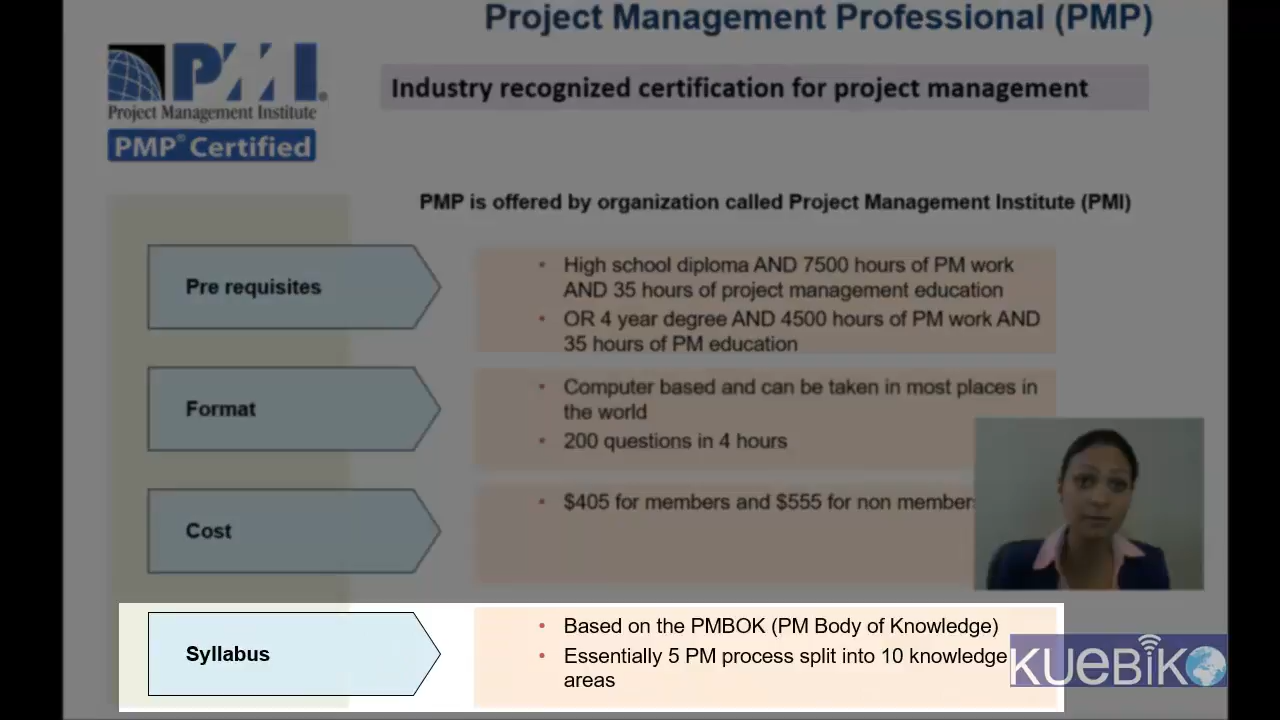 Project Management Professional (PMP)
PMI®
Project Management Institute
PMP® Certified
Industry recognized certification for project management
PMP is offered by organization called Project Management Institute (PMI)
Pre requisites
• High school diploma AND 7500 hours of PM work
AND 35 hours of project management education
• OR 4 year degree AND 4500 hours of PM work AND
35 hours of PM education
Format
• Computer based and can be taken in most places in
the world
• 200 questions in 4 hours
Cost
• $405 for members and $555 for non member
Syllabus
• Based on the PMBOK (PM Body of Knowledge)
• Essentially 5 PM process split into 10 knowledge
areas
KUeBiK